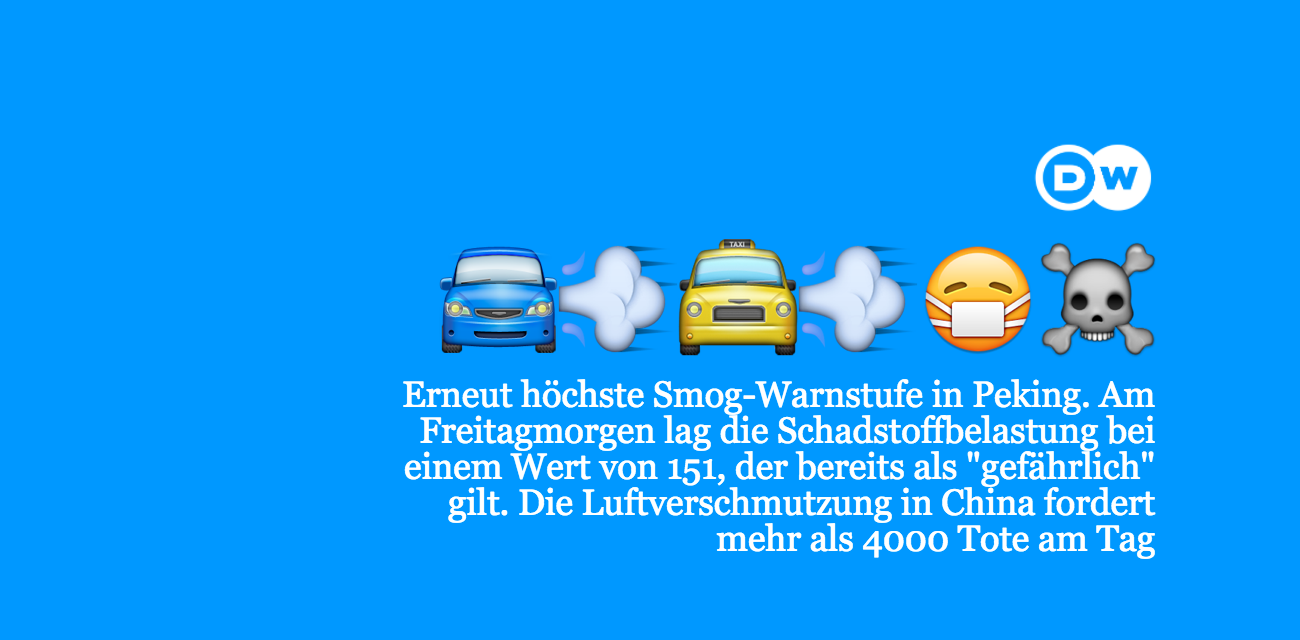 DW
TAXI
Erneut höchste Smog-Warnstufe in Peking. Am
Freitagmorgen lag die Schadstoffbelastung bei
einem Wert von 151, der bereits als "gefährlich"
gilt. Die Luftverschmutzung in China fordert
mehr als 4000 Tote am Tag